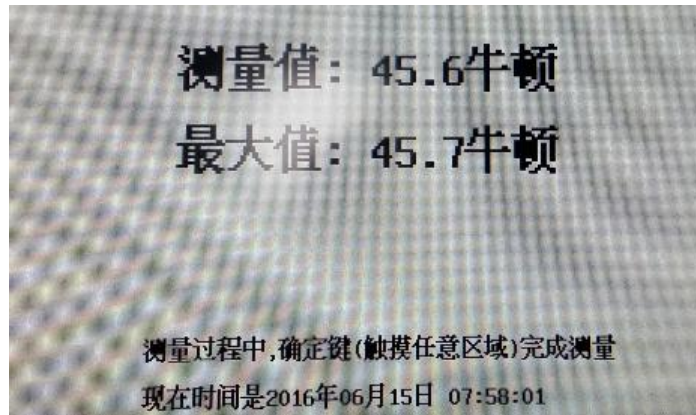 测量值: 45.6牛顿
最大值: 45.7牛顿
测量过程中,确定键(触摸任意区域)完成测量
现在时间是2016年06月15日 07:58:01